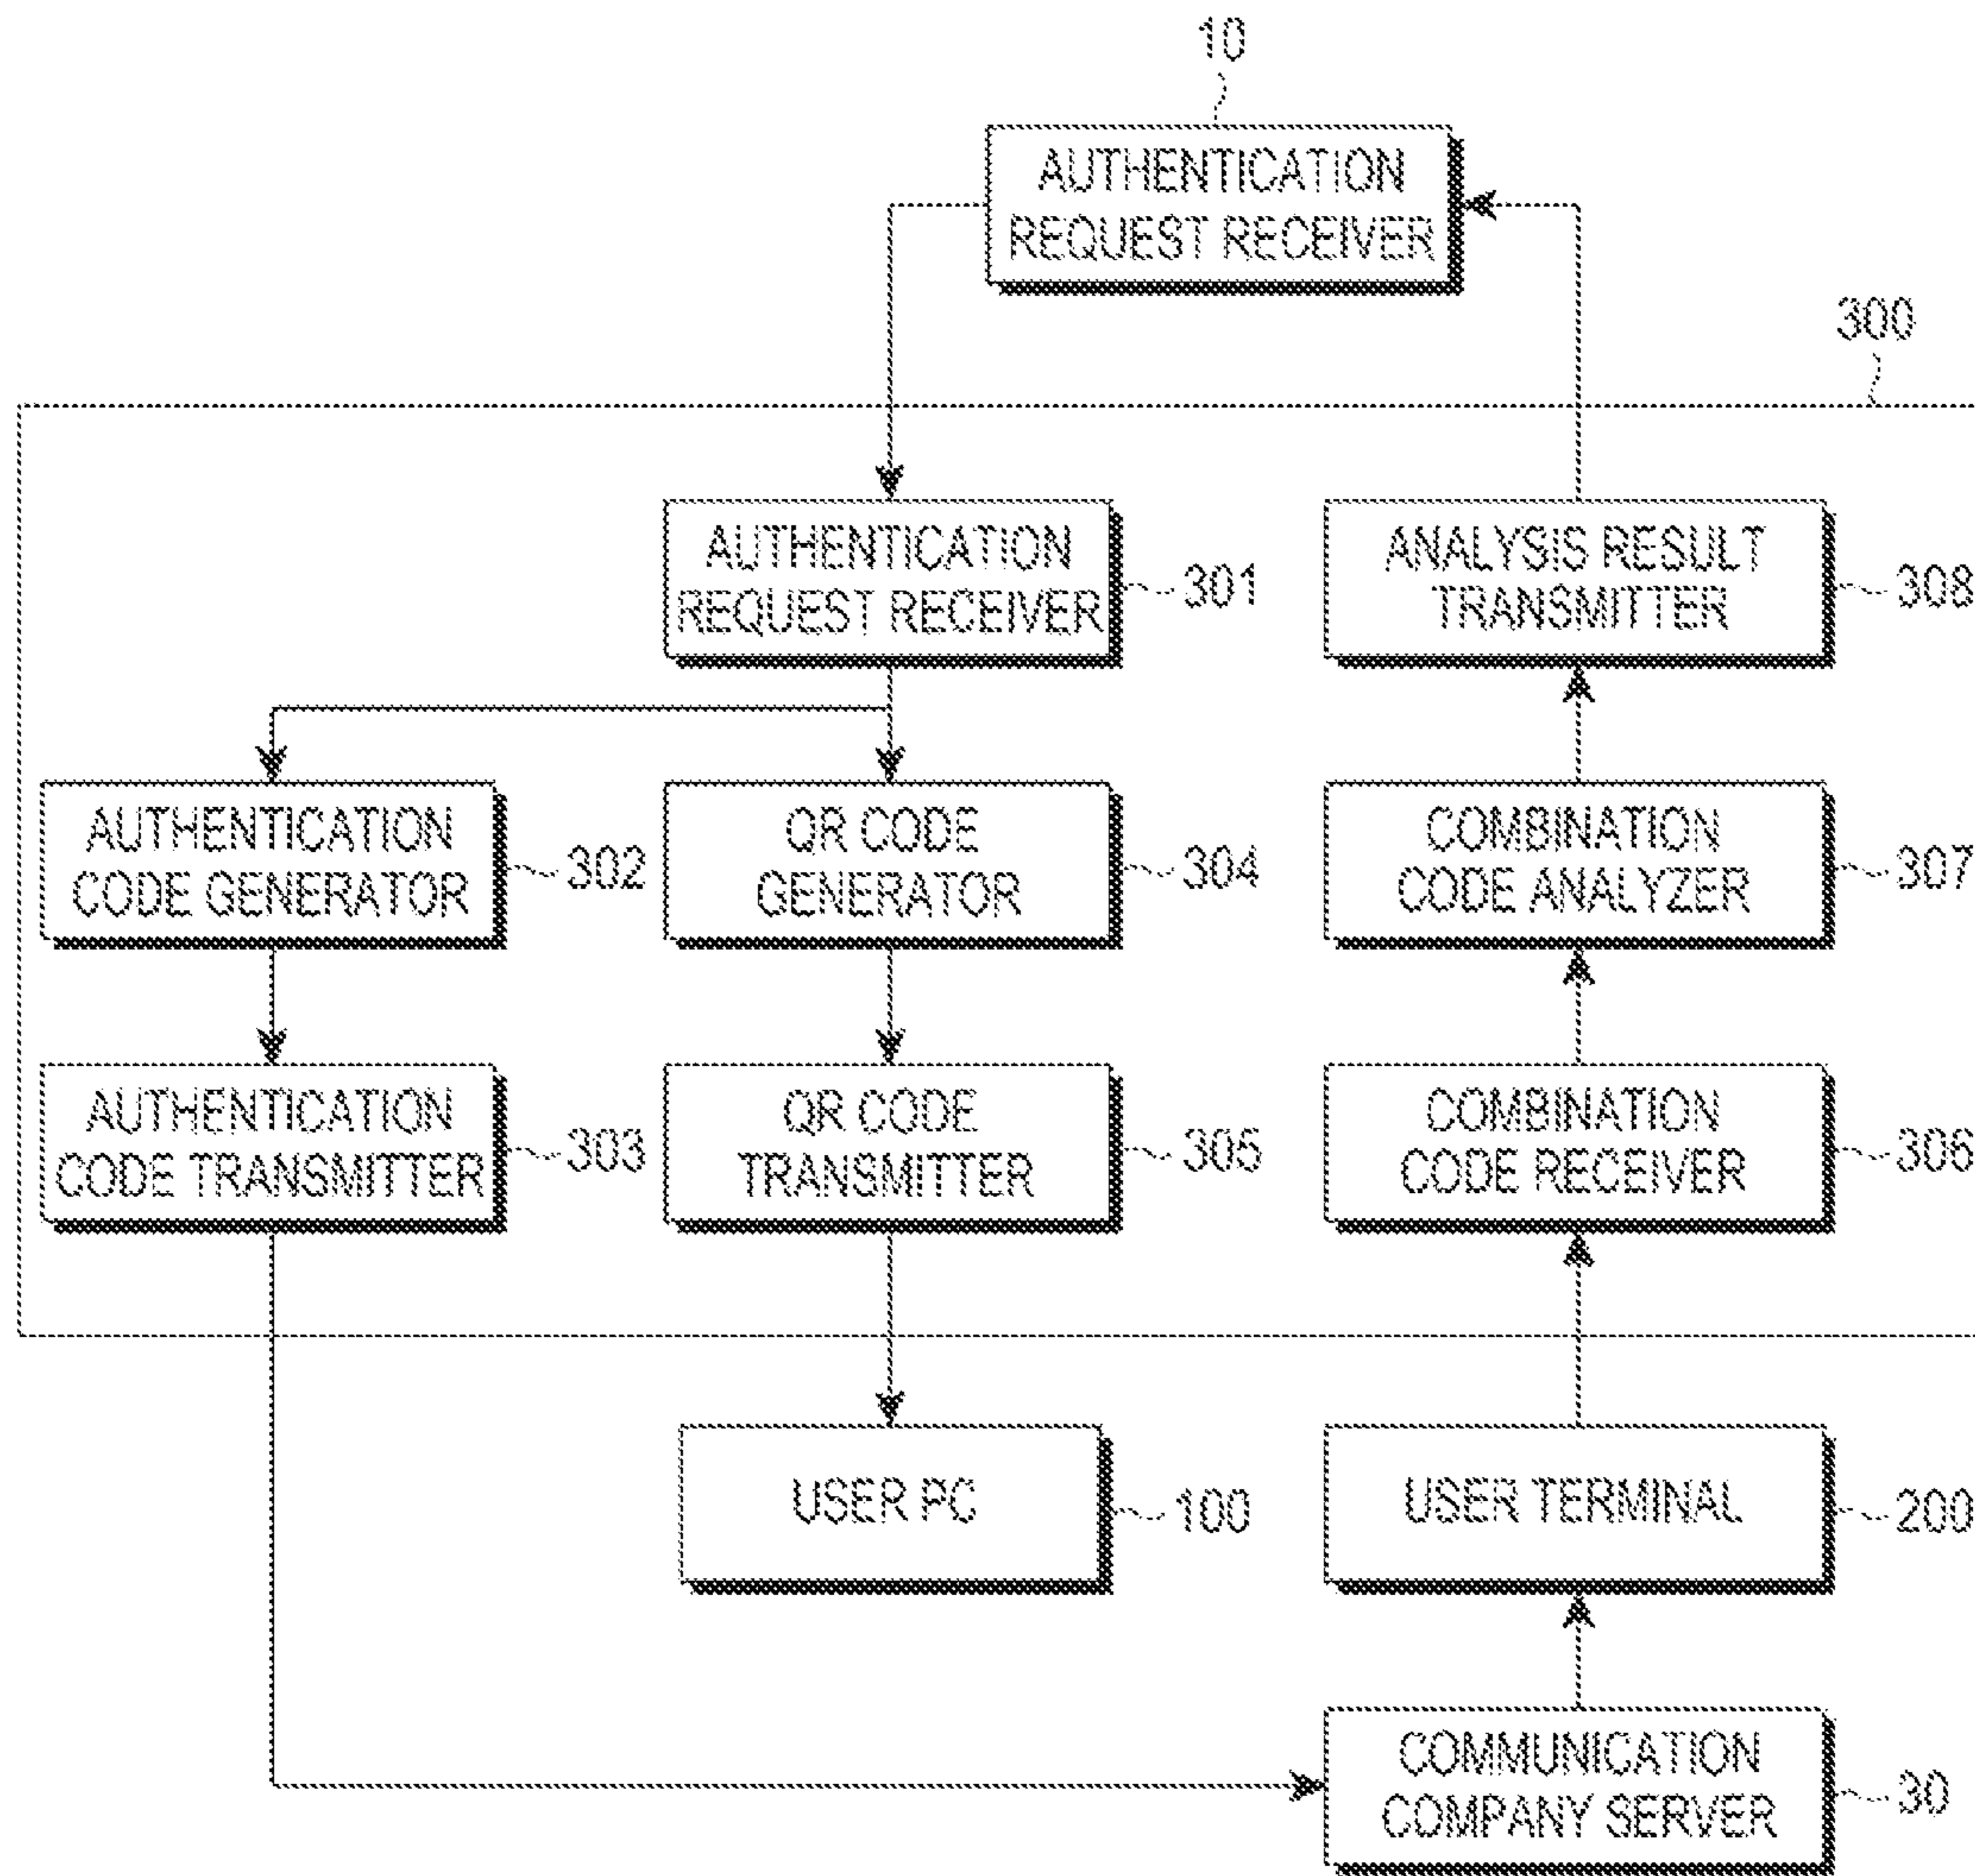 10
AUTHENTICATION
REQUEST RECEIVER
300
AUTHENTICATION
REQUEST RECEIVER
301
ANALYSIS RESULT
TRANSMITTER
308
AUTHENTICATION
CODE GENERATOR
302
QR CODE
GENERATOR
304
COMBINATION
CODE ANALYZER
307
AUTHENTICATION
CODE TRANSMITTER
303
QR CODE
TRANSMITTER
305
COMBINATION
CODE RECEIVER
306
USER PC
100
USER TERMINAL
200
COMMUNICATION
COMPANY SERVER
30